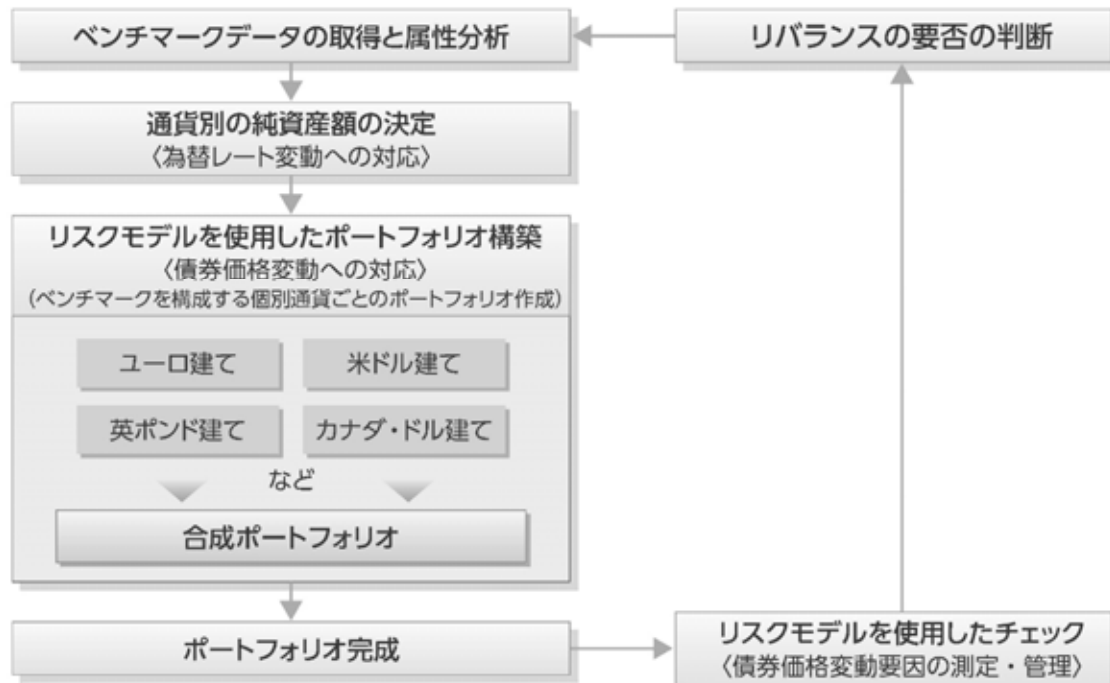 ベンチマークデータの取得と属性分析
リバランスの要否の判断
通貨別の純資産額の決定
〈為替レート変動への対応〉
リスクモデルを使用したポートフォリオ構築
〈債券価格変動への対応〉
(ベンチマークを構成する個別通貨ごとのポートフォリオ作成)
ユーロ建て
米ドル建て
英ポンド建て
カナダ・ドル建て
など
合成ポートフォリオ
ポートフォリオ完成
リスクモデルを使用したチェック
〈債券価格変動要因の測定・管理〉